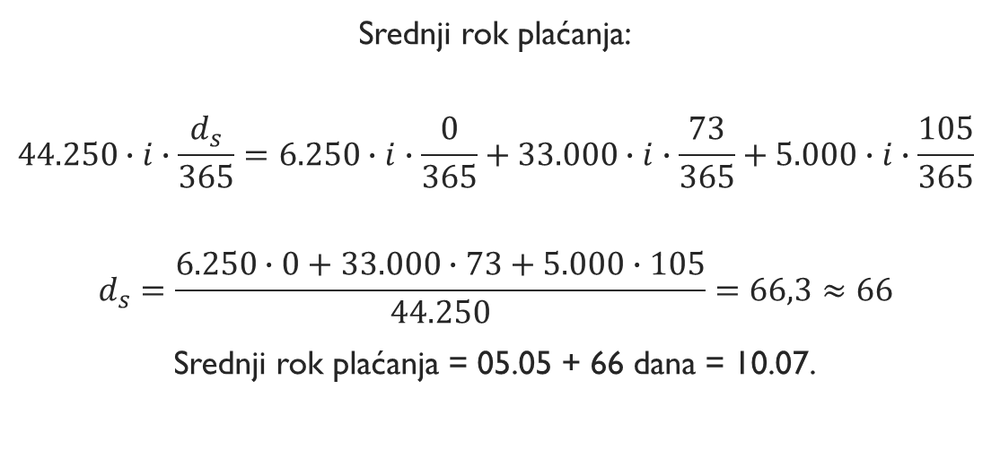 Srednji rok plaćanja:
44.250 · i · d_s/365 = 6.250 · i · 0/365 + 33.000 · i · 73/365 + 5.000 · i · 105/365
d_s = (6.250 · 0 + 33.000 · 73 + 5.000 · 105)/44.250 = 66,3 ≈ 66
Srednji rok plaćanja = 05.05 + 66 dana = 10.07.